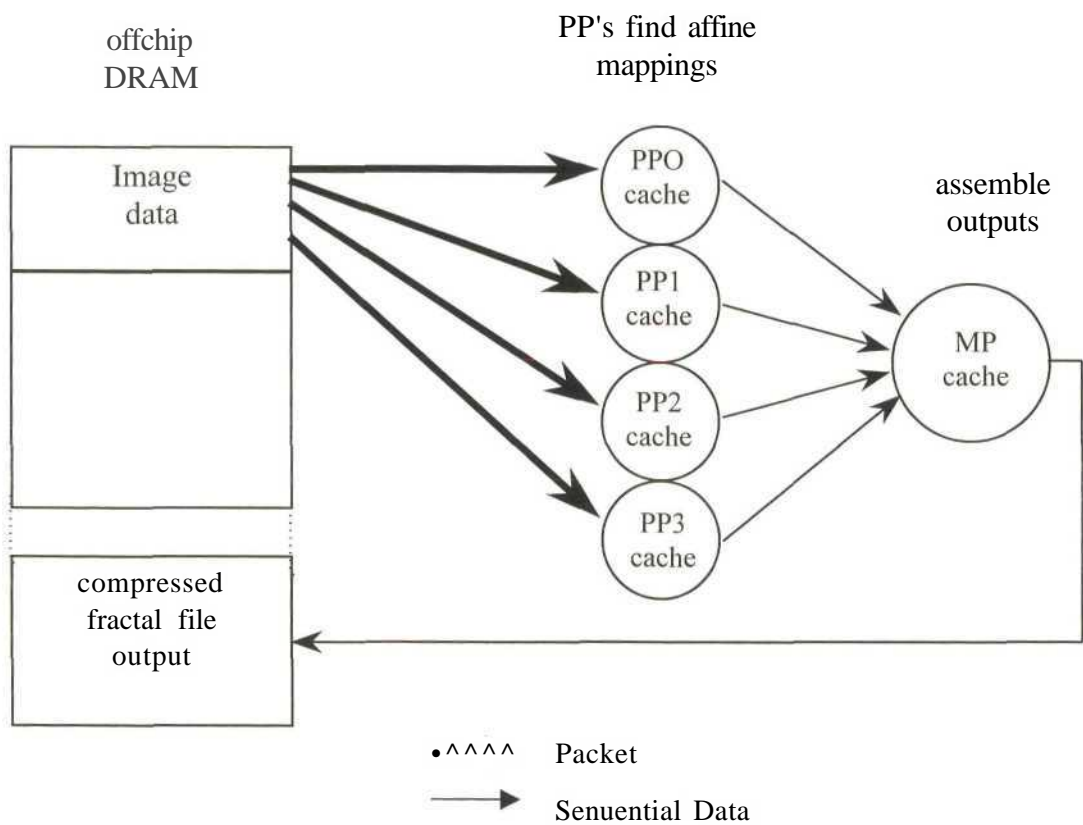 offchip
DRAM
PP's find affine
mappings
Image
data
PPO
cache
assemble
outputs
PP1
cache
MP
cache
PP2
cache
PP3
cache
compressed
fractal file
output
•^^^^ Packet
Senuential Data